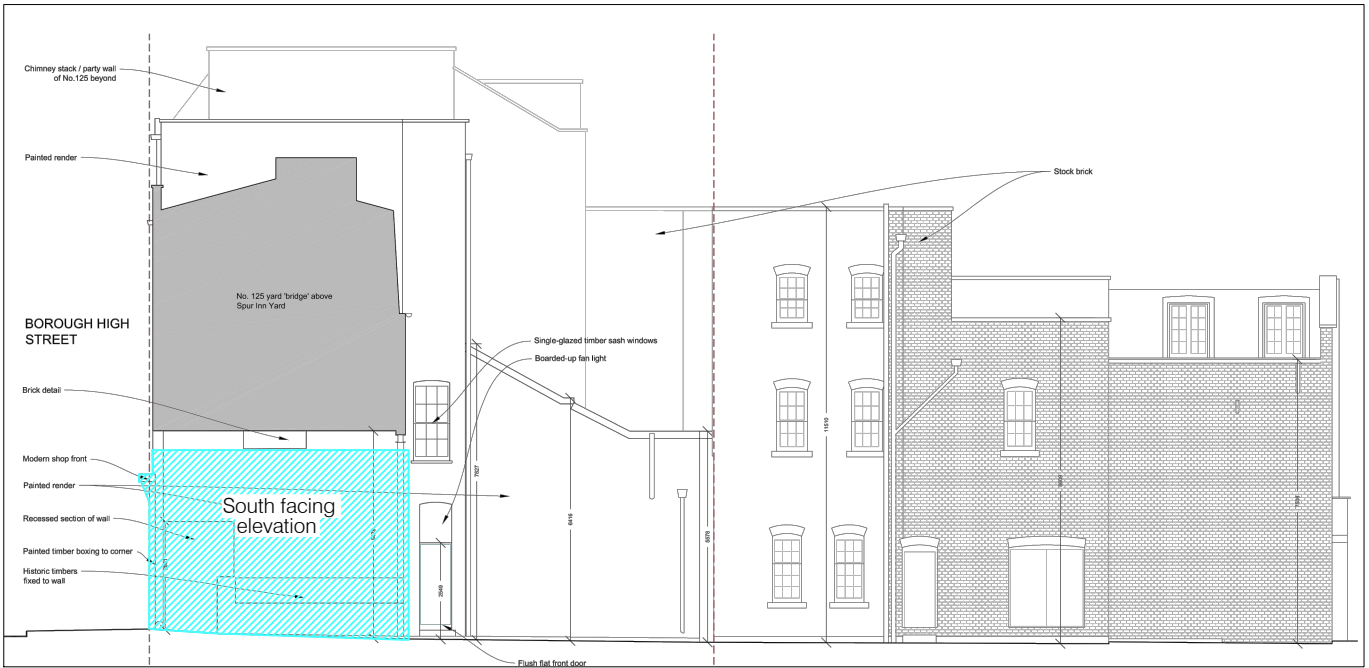 Chimney stack / party wall
of No.125 beyond
Painted render
Stock brick
No. 125 yard 'bridge' above
Spur Inn Yard
BOROUGH HIGH
STREET
Single-glazed timber sash windows
Boarded-up fan light
Brick detail
Modern shop front
Painted render
Recessed section of wall
Painted timber boxing to corner
Historic timbers
fixed to wall
South facing
elevation
Flush flat front door
2649
7827
6416
5578
11510